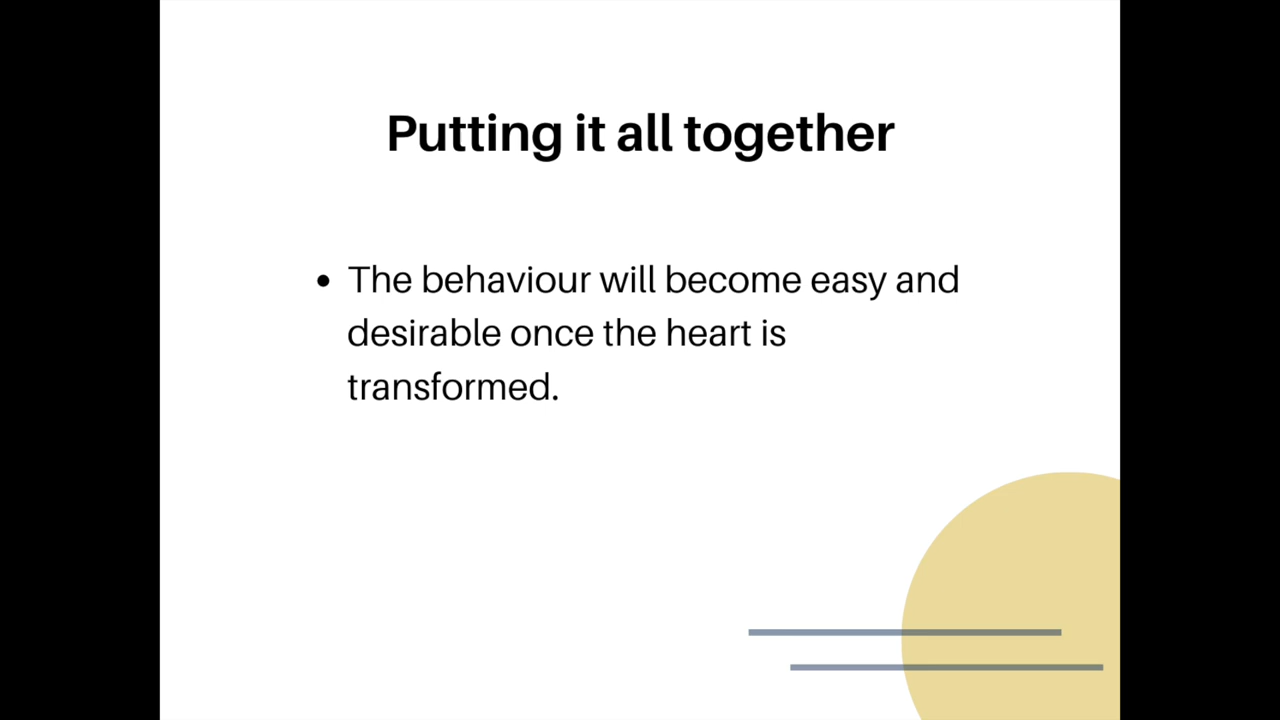 Putting it all together
• The behaviour will become easy and
desirable once the heart is
transformed.